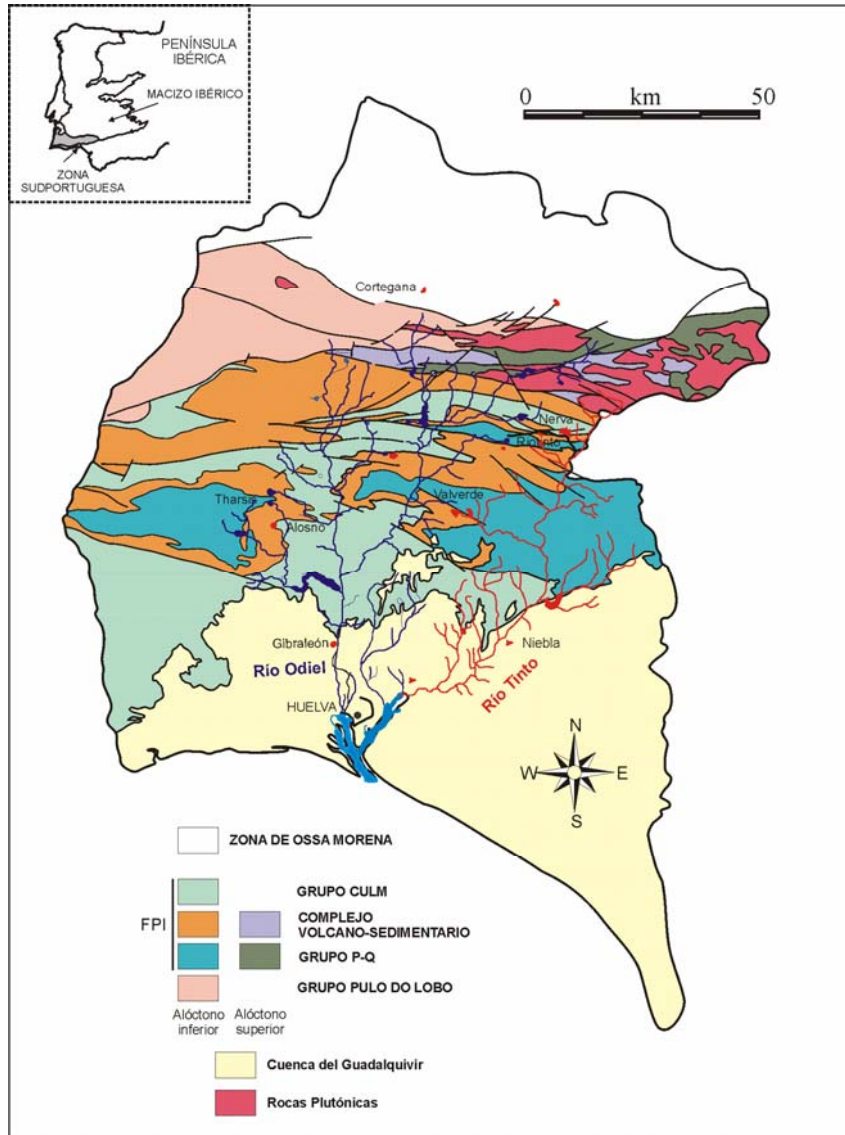 PENÍNSULA
IBÉRICA
MACIZO IBÉRICO
ZONA
SUDPORTUGUESA
0 km 50
Cortegana
Nerva
Riotinto
Tharsis
Valverde
Alosno
Gibraleón
Niebla
Río Odiel
Río Tinto
HUELVA
N
W E
S
ZONA DE OSSA MORENA
FPI
GRUPO CULM
COMPLEJO
VOLCANO-SEDIMENTARIO
GRUPO P-Q
GRUPO PULO DO LOBO
Alóctono Alóctono
inferior superior
Cuenca del Guadalquivir
Rocas Plutónicas